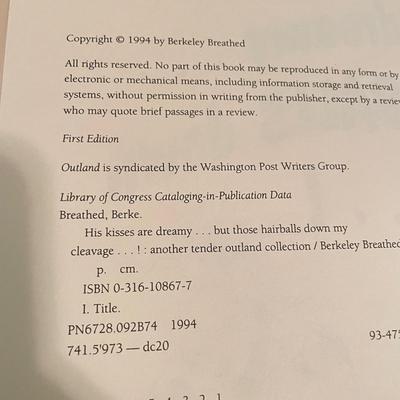 Copyright © 1994 by Berkeley Breathed
All rights reserved. No part of this book may be reproduced in any form or by
electronic or mechanical means, including information storage and retrieval
systems, without permission in writing from the publisher, except by a
who may quote brief passages in a review.
First Edition
Outland is syndicated by the Washington Post Writers Group.
Library of Congress Cataloging-in-Publication Data
Breathed, Berke.
His kisses are dreamy . . . but those hairballs down my
cleavage . . . ! : another tender outland collection / Berkeley Breathed
p. cm.
ISBN 0-316-10867-7
I. Title.
PN6728.092B74 1994
93-475
741.5'973 — dc20